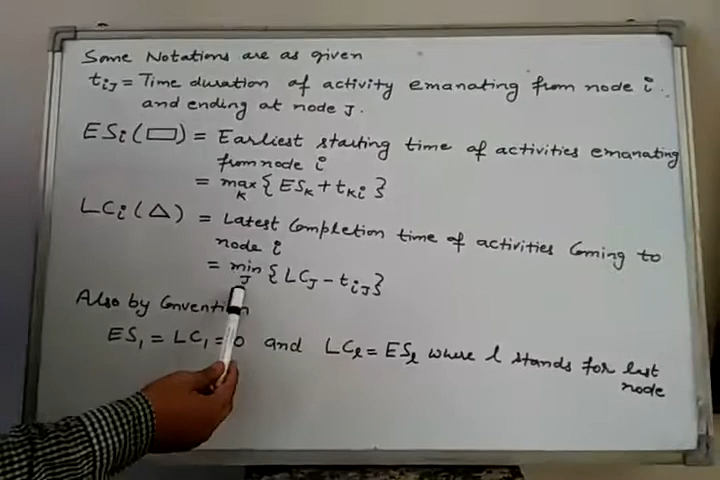 Some Notations are as given
tij = Time duration of activity emanating from node i.
and ending at node J.
ESi (▭) = Earliest starting time of activities emanating
from node i
= max {ESk + tki}
K
LCi (△) = Latest Completion time of activities Coming to
node i
= min {LCJ - tiJ}
J
Also by Convention
ES1 = LC1 = 0 and LCl = ESl where l stands for last
node